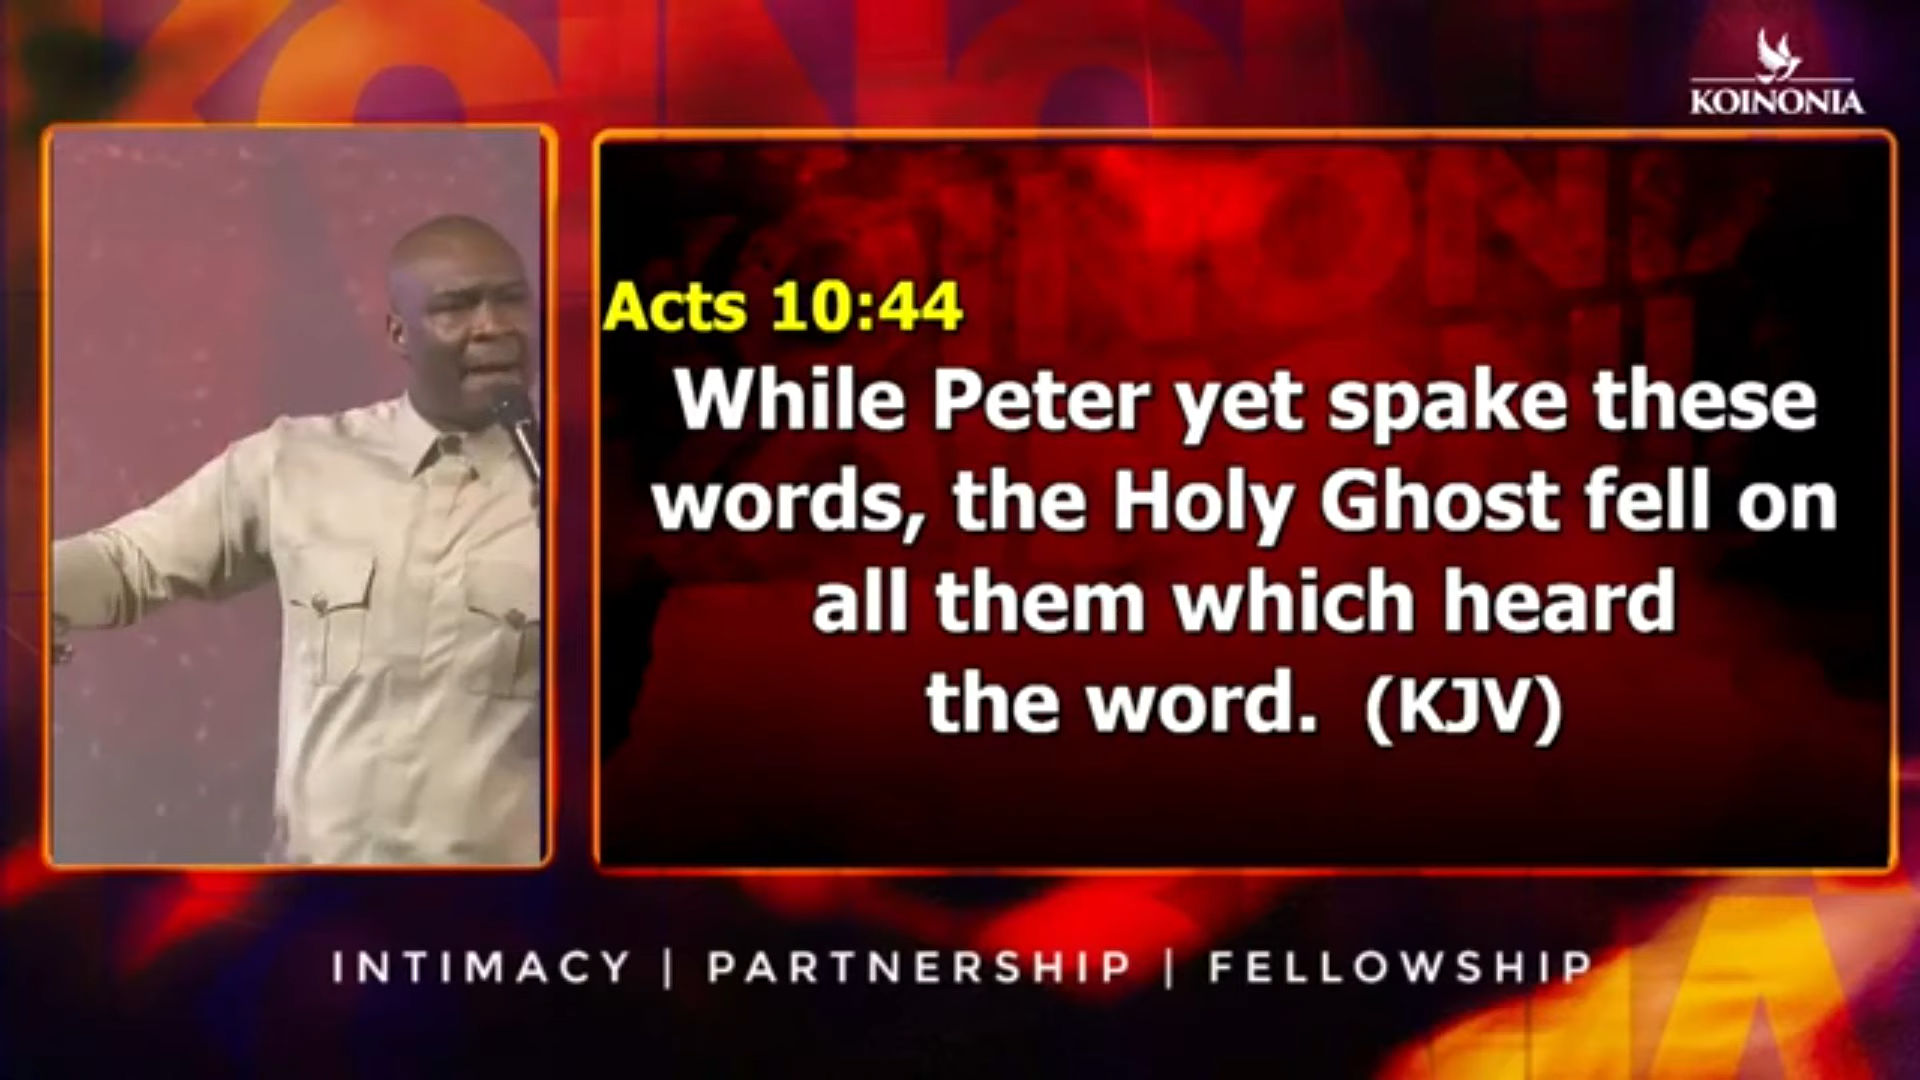 KOINONIA
Acts 10:44
While Peter yet spake these
words, the Holy Ghost fell on
all them which heard
the word. (KJV)
INTIMACY | PARTNERSHIP | FELLOWSHIP